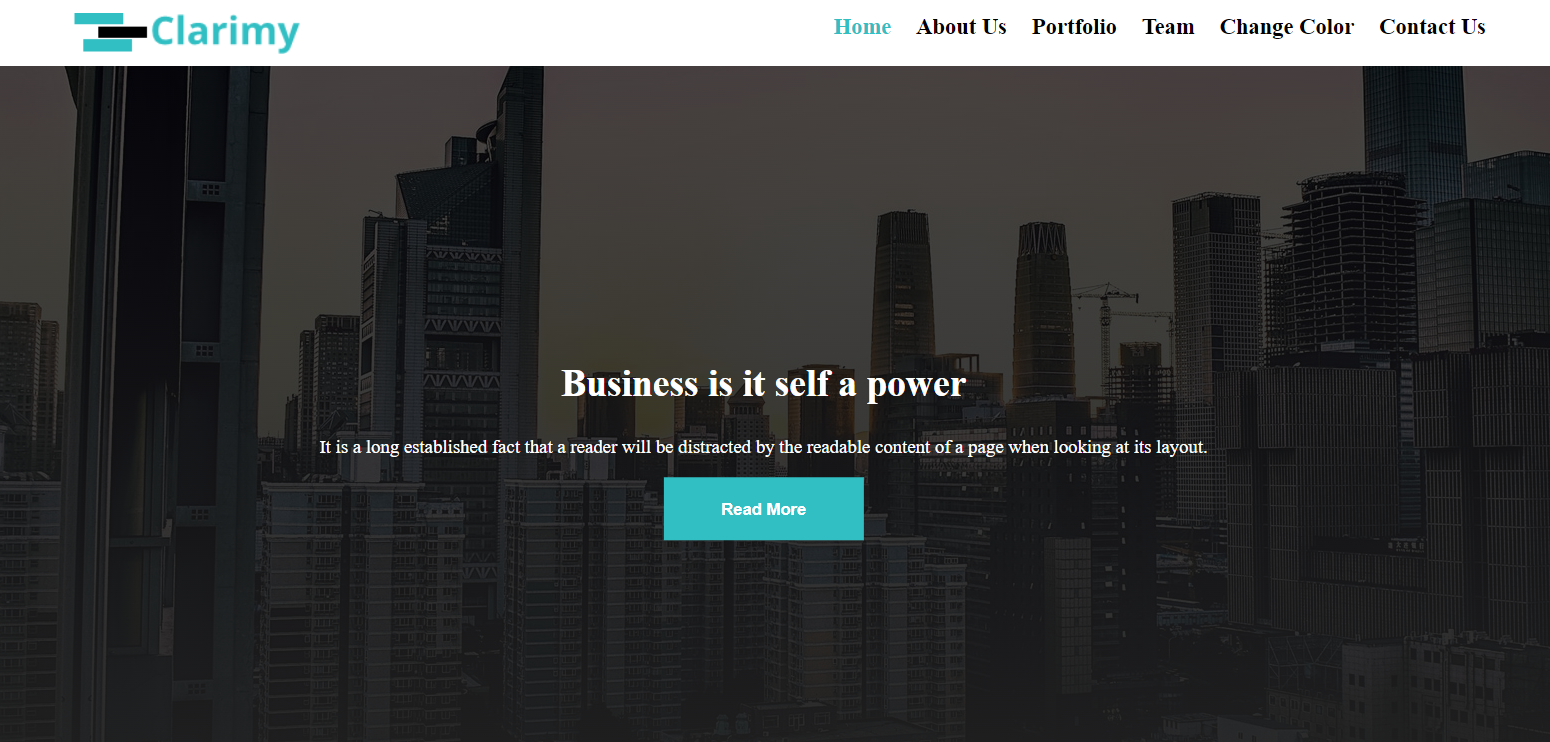 Clarimy
Home About Us Portfolio Team Change Color Contact Us
Business is it self a power
It is a long established fact that a reader will be distracted by the readable content of a page when looking at its layout.
Read More